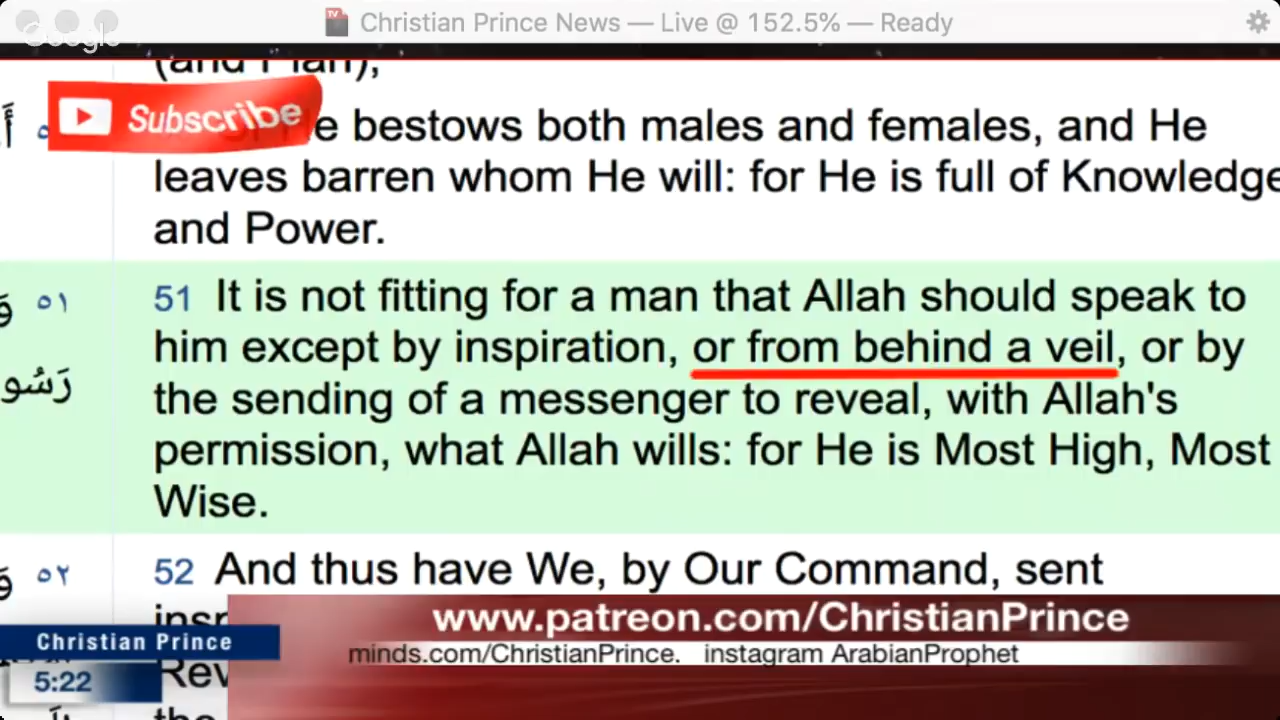 Christian Prince News — Live @ 152.5% — Ready
Google
(and Plan),
Subscribe
bestows both males and females, and He
leaves barren whom He will: for He is full of Knowledge
and Power.
٥١
51 It is not fitting for a man that Allah should speak to
him except by inspiration, or from behind a veil, or by
the sending of a messenger to reveal, with Allah's
permission, what Allah wills: for He is Most High, Most
Wise.
٥٢
52 And thus have We, by Our Command, sent
www.patreon.com/ChristianPrince
Christian Prince
minds.com/ChristianPrince. instagram ArabianProphet
5:22